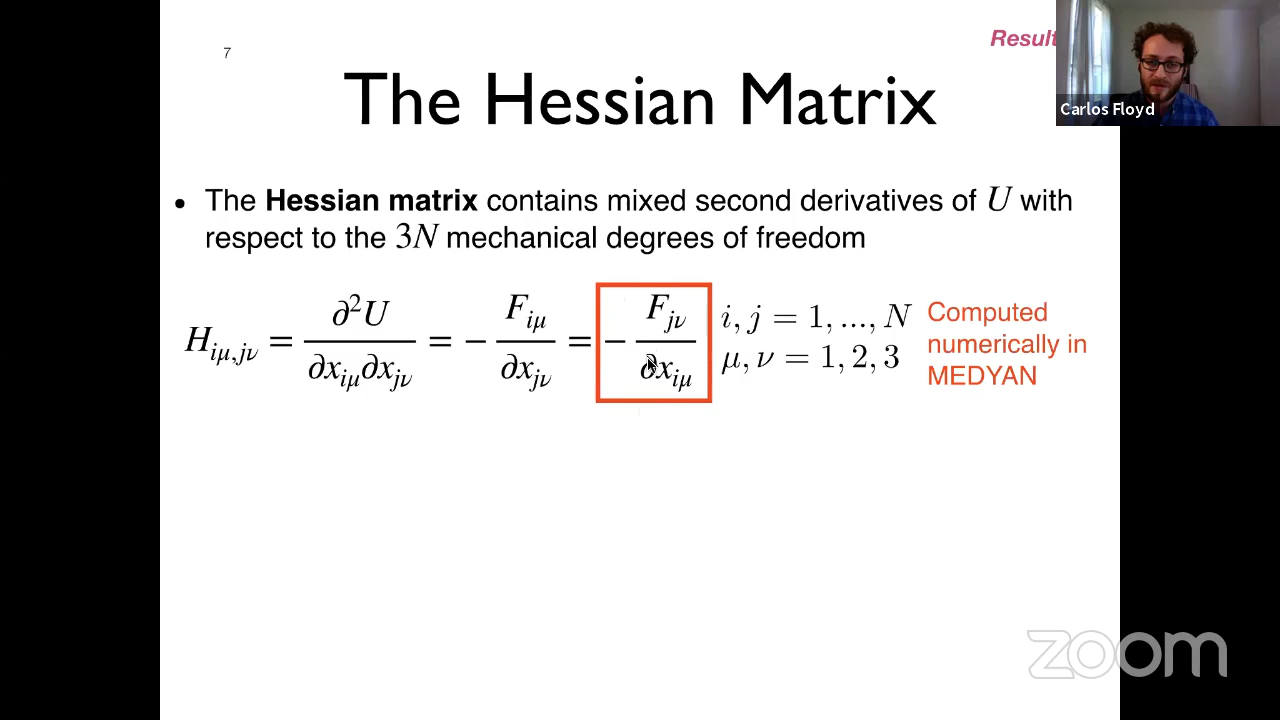 7
Result
The Hessian Matrix
Carlos Floyd
• The Hessian matrix contains mixed second derivatives of U with
respect to the 3N mechanical degrees of freedom
H_{iμ,jν} = ∂²U / ∂x_{iμ}∂x_{jν} = − F_{iμ} / ∂x_{jν} = − F_{jν} / ∂x_{iμ}
i, j = 1, ..., N
μ, ν = 1, 2, 3
Computed
numerically in
MEDYAN
zoom